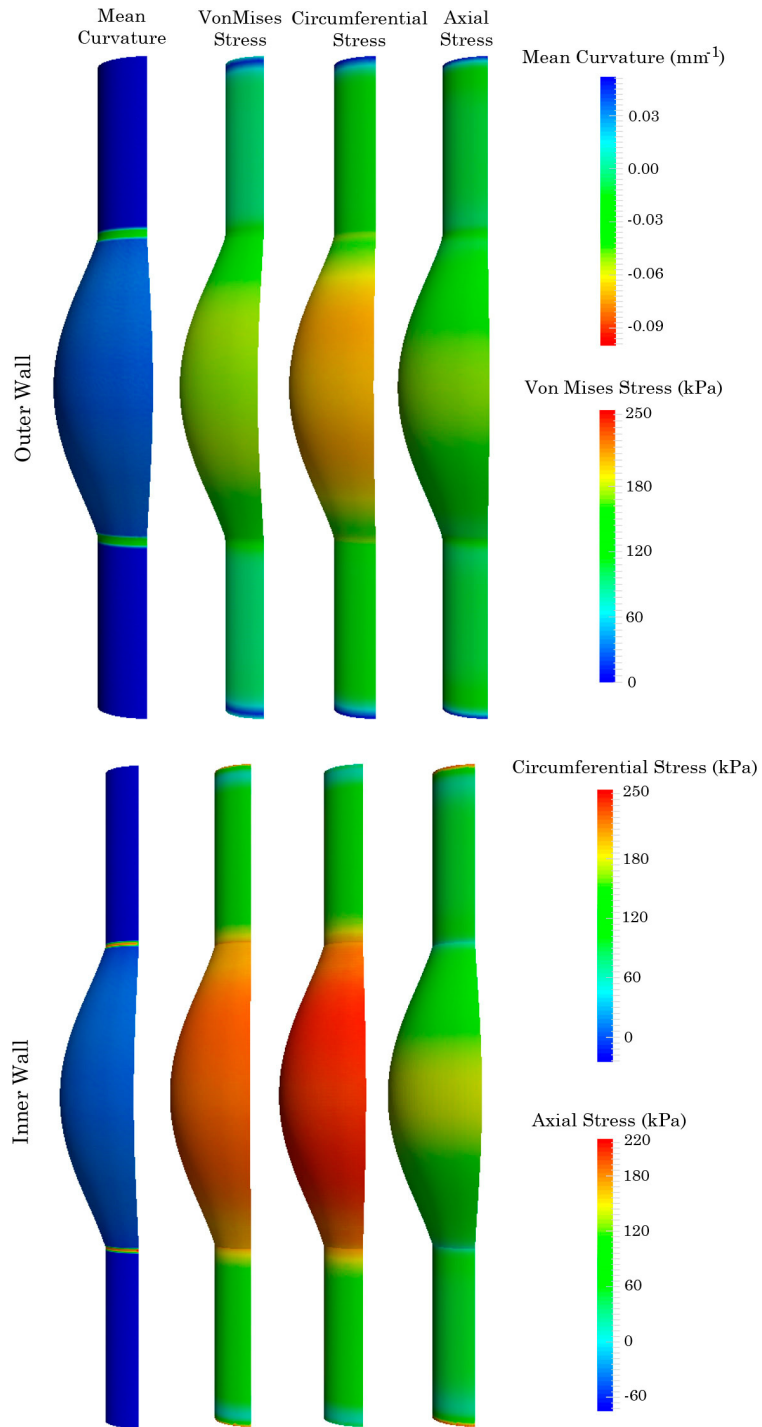 Mean
Curvature
VonMises
Stress
Circumferential
Stress
Axial
Stress
Mean Curvature (mm-1)
0.03
0.00
-0.03
-0.06
-0.09
Outer Wall
Von Mises Stress (kPa)
250
180
120
60
0
Circumferential Stress (kPa)
250
180
120
60
0
Inner Wall
Axial Stress (kPa)
220
180
120
60
0
-60